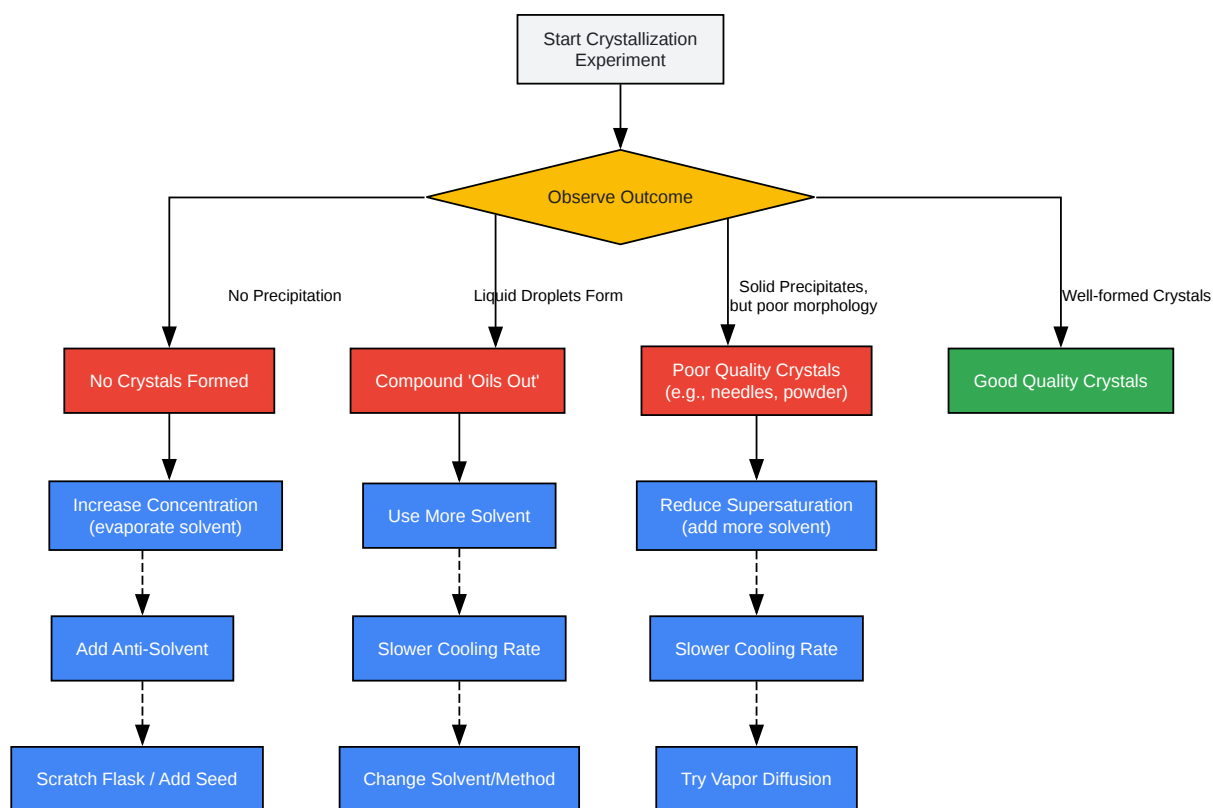 Start Crystallization
Experiment
Observe Outcome
No Precipitation
Liquid Droplets Form
Solid Precipitates,
but poor morphology
Well-formed Crystals
No Crystals Formed
Compound 'Oils Out'
Poor Quality Crystals
(e.g., needles, powder)
Good Quality Crystals
Increase Concentration
(evaporate solvent)
Use More Solvent
Reduce Supersaturation
(add more solvent)
Add Anti-Solvent
Slower Cooling Rate
Slower Cooling Rate
Scratch Flask / Add Seed
Change Solvent/Method
Try Vapor Diffusion